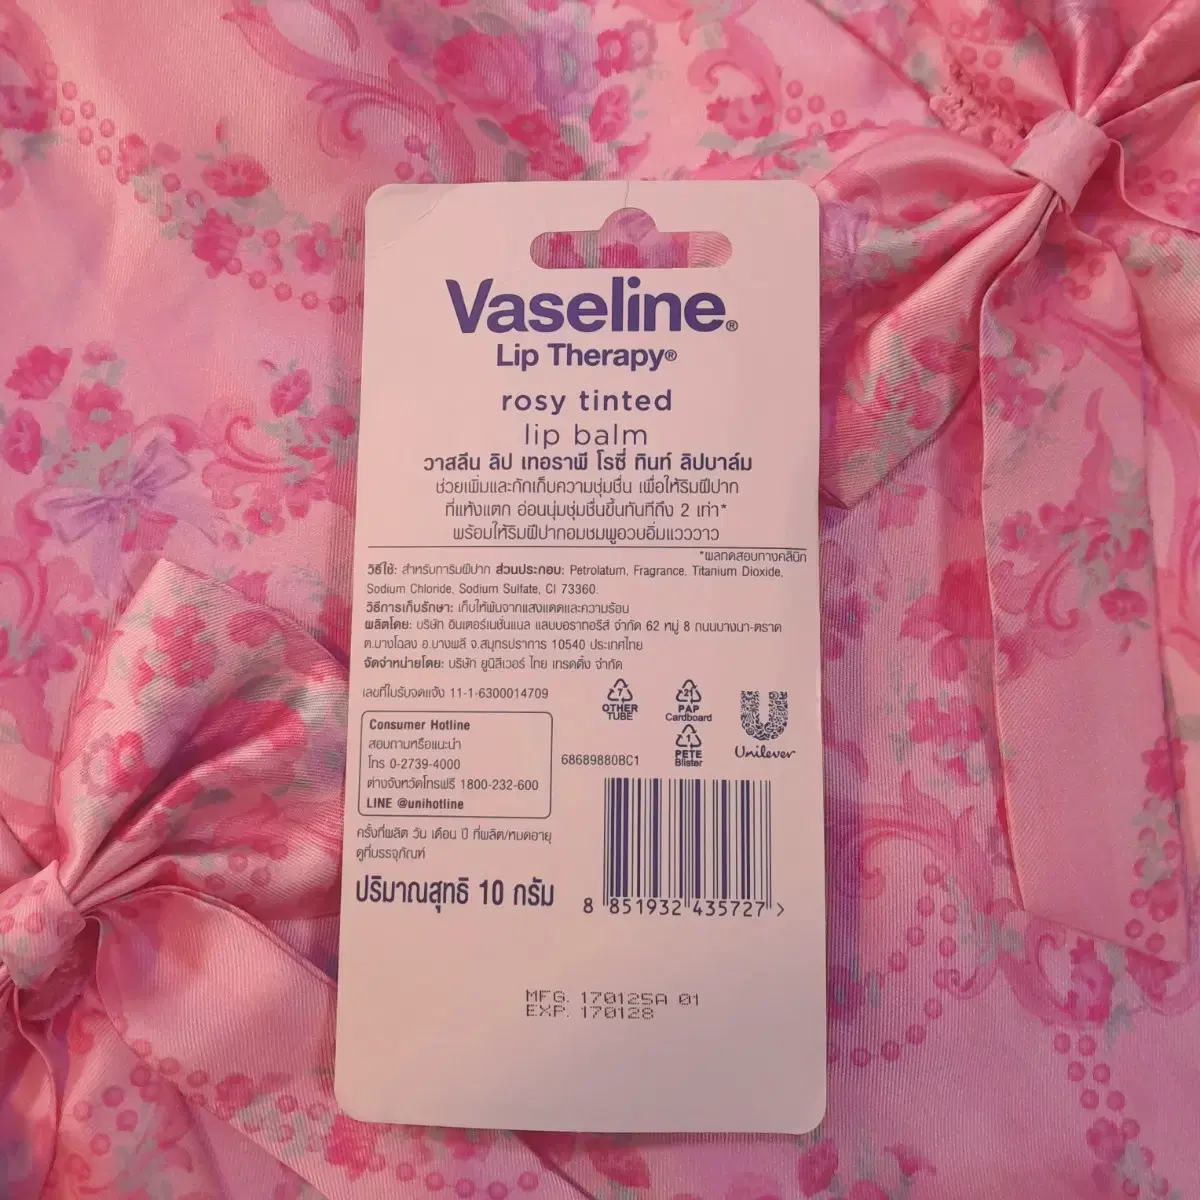 Vaseline®
Lip Therapy®
rosy tinted
lip balm
วาสลีน ลิป เทอราพี โรซี่ ทินท์ ลิปบาล์ม
ช่วยเพิ่มและกักเก็บความชุ่มชื่น เพื่อให้ริมฝีปาก
ที่แห้งแตก อ่อนนุ่มชุ่มชื่นขึ้นทันทีถึง 2 เท่า*
พร้อมให้ริมฝีปากอมชมพูอวบอิ่มแวววาว
*ผลทดสอบทางคลินิก
วิธีใช้: สำหรับทาริมฝีปาก ส่วนประกอบ: Petrolatum, Fragrance, Titanium Dioxide,
Sodium Chloride, Sodium Sulfate, CI 73360.
วิธีการเก็บรักษา: เก็บให้พ้นจากแสงแดดและความร้อน
ผลิตโดย: บริษัท อินเตอร์เนชั่นแนล แลบบอราทอรีส์ จำกัด 62 หมู่ 8 ถนนบางนา-ตราด
ต.บางโฉลง อ.บางพลี จ.สมุทรปราการ 10540 ประเทศไทย
จัดจำหน่ายโดย: บริษัท ยูนิลีเวอร์ ไทย เทรดดิ้ง จำกัด
เลขที่ใบรับจดแจ้ง 11-1-6300014709
7
OTHER
TUBE
21
PAP
Cardboard
1
PETE
Blister
Unilever
Consumer Hotline
สอบถามหรือแนะนำ
โทร 0-2739-4000
ต่างจังหวัดโทรฟรี 1800-232-600
LINE @unihotline
68689880BC1
ครั้งที่ผลิต วัน เดือน ปี ที่ผลิต/หมดอายุ
ดูที่บรรจุภัณฑ์
ปริมาณสุทธิ 10 กรัม
8 851932 435727 >
MFG. 170125A 01
EXP. 170128